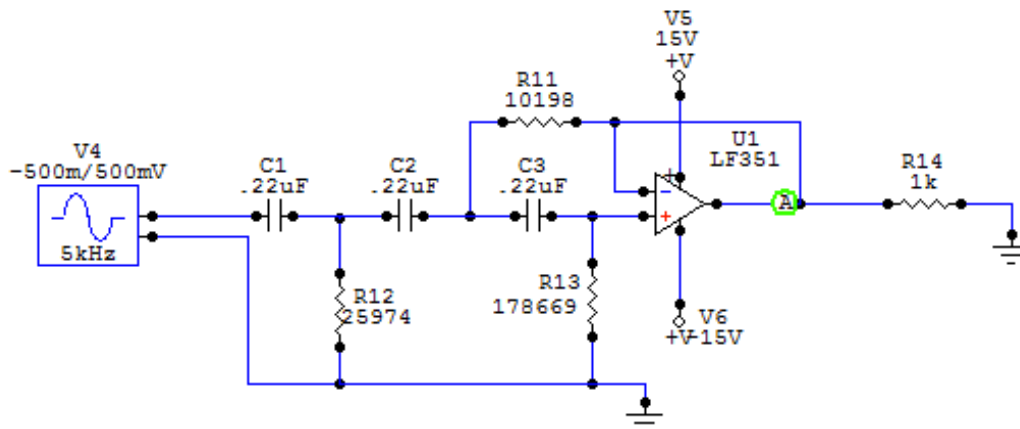 V5
15V
+V
R11
10198
U1
LF351
V4
-500m/500mV
5kHz
C1
.22uF
C2
.22uF
C3
.22uF
A
R14
1k
R12
25974
R13
178669
V6
+V-15V